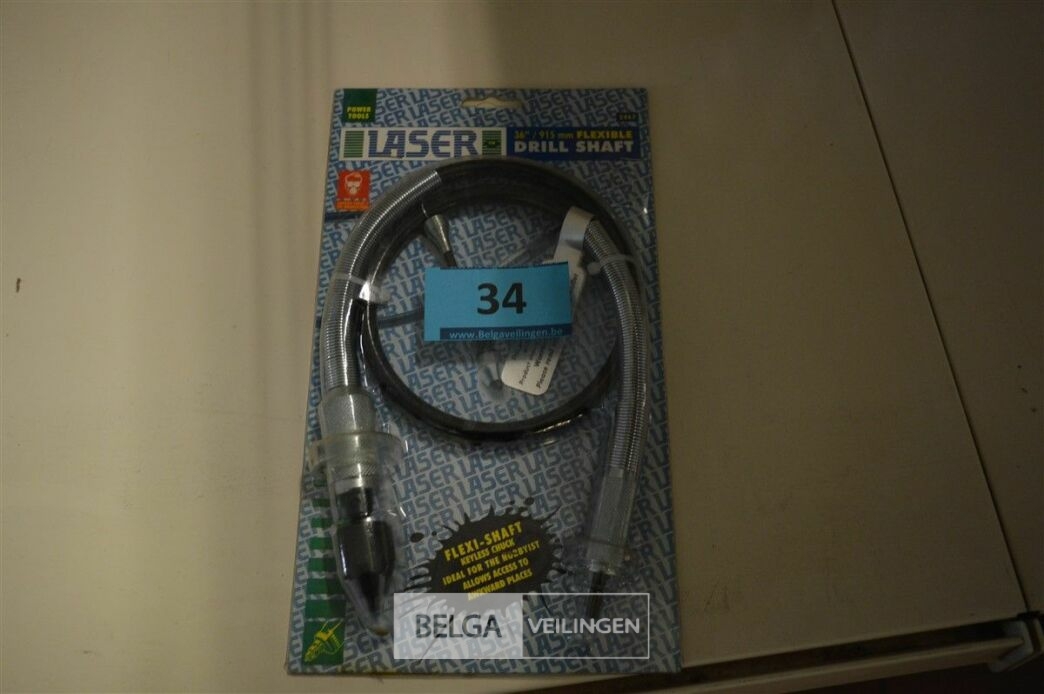 POWER
TOOLS
LASER
36" / 915 mm FLEXIBLE
DRILL SHAFT
34
www.Belgaveilingen.be
FLEXI-SHAFT
KEYLESS CHUCK
IDEAL FOR THE HOBBYIST
ALLOWS ACCESS TO
AWKWARD PLACES
BELGA VEILINGEN